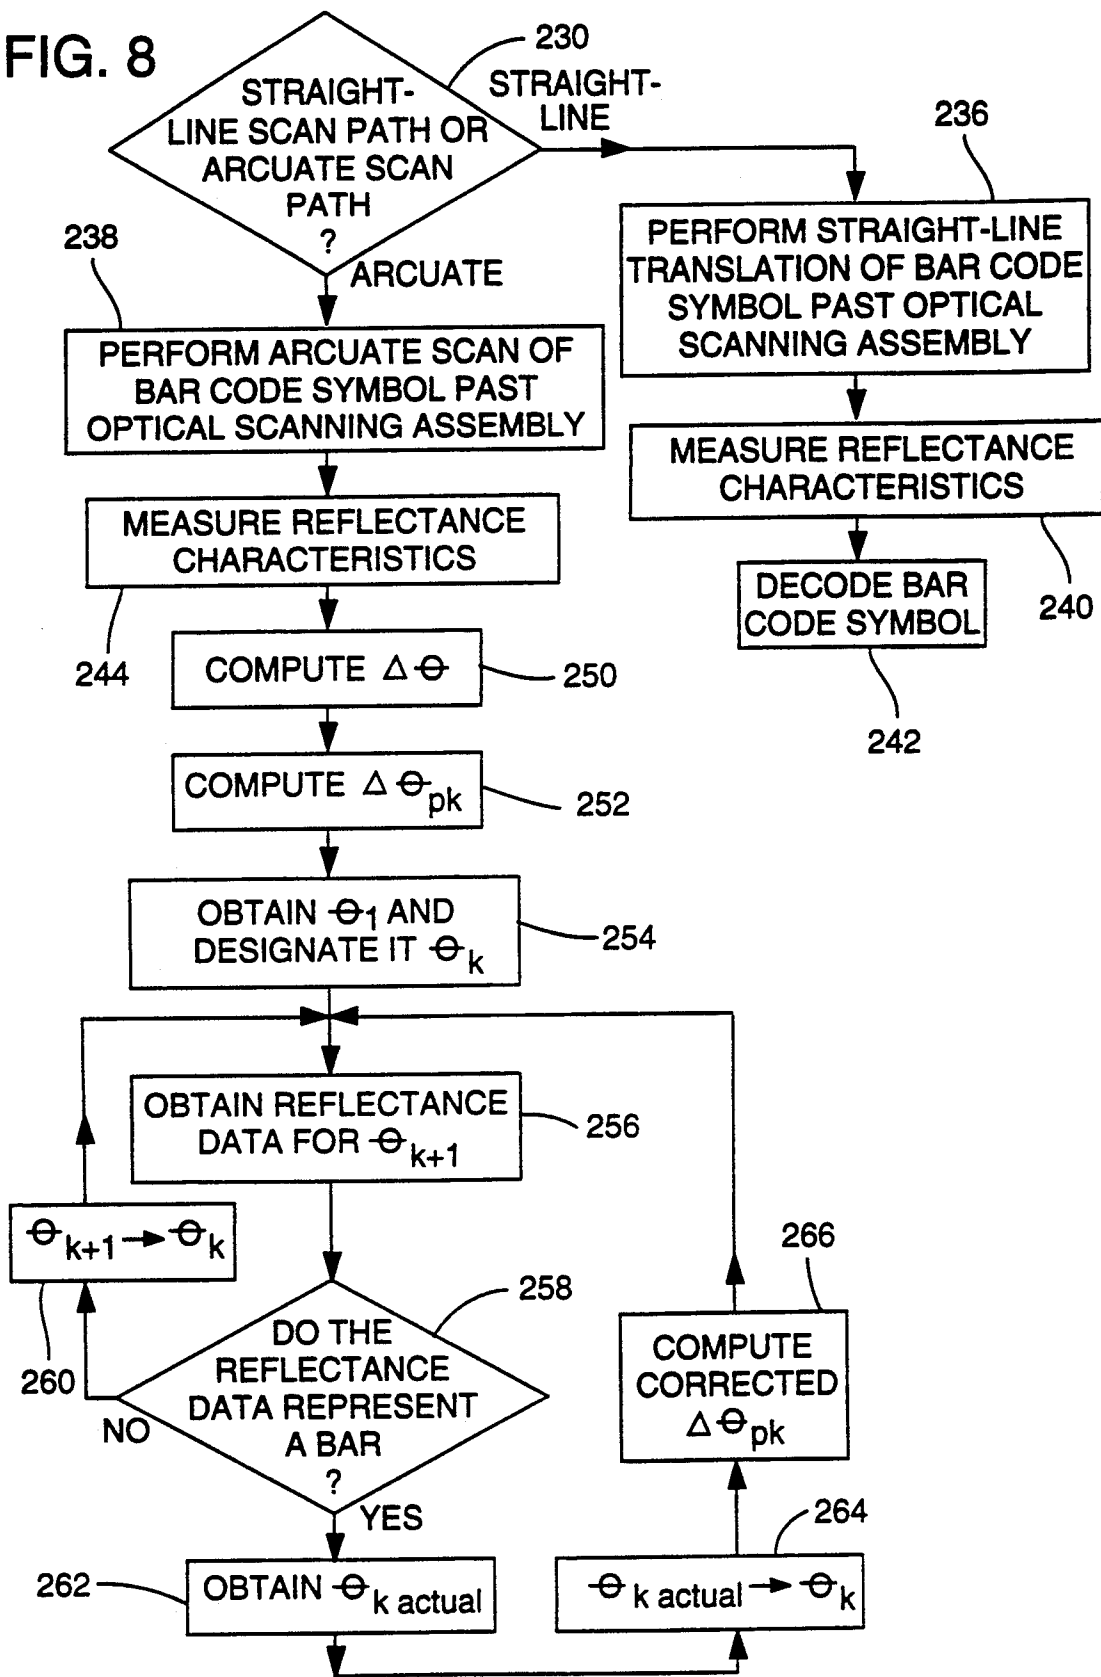 FIG. 8
230
STRAIGHT-
LINE SCAN PATH OR
ARCUATE SCAN
PATH
?
STRAIGHT-
LINE
236
PERFORM STRAIGHT-LINE
TRANSLATION OF BAR CODE
SYMBOL PAST OPTICAL
SCANNING ASSEMBLY
238
ARCUATE
PERFORM ARCUATE SCAN OF
BAR CODE SYMBOL PAST
OPTICAL SCANNING ASSEMBLY
MEASURE REFLECTANCE
CHARACTERISTICS
240
MEASURE REFLECTANCE
CHARACTERISTICS
244
DECODE BAR
CODE SYMBOL
242
COMPUTE Δ Θ
250
COMPUTE Δ Θpk
252
OBTAIN Θ1 AND
DESIGNATE IT Θk
254
OBTAIN REFLECTANCE
DATA FOR Θk+1
256
Θk+1 → Θk
260
258
DO THE
REFLECTANCE
DATA REPRESENT
A BAR
?
NO
YES
266
COMPUTE
CORRECTED
Δ Θpk
262
OBTAIN Θk actual
264
Θk actual → Θk